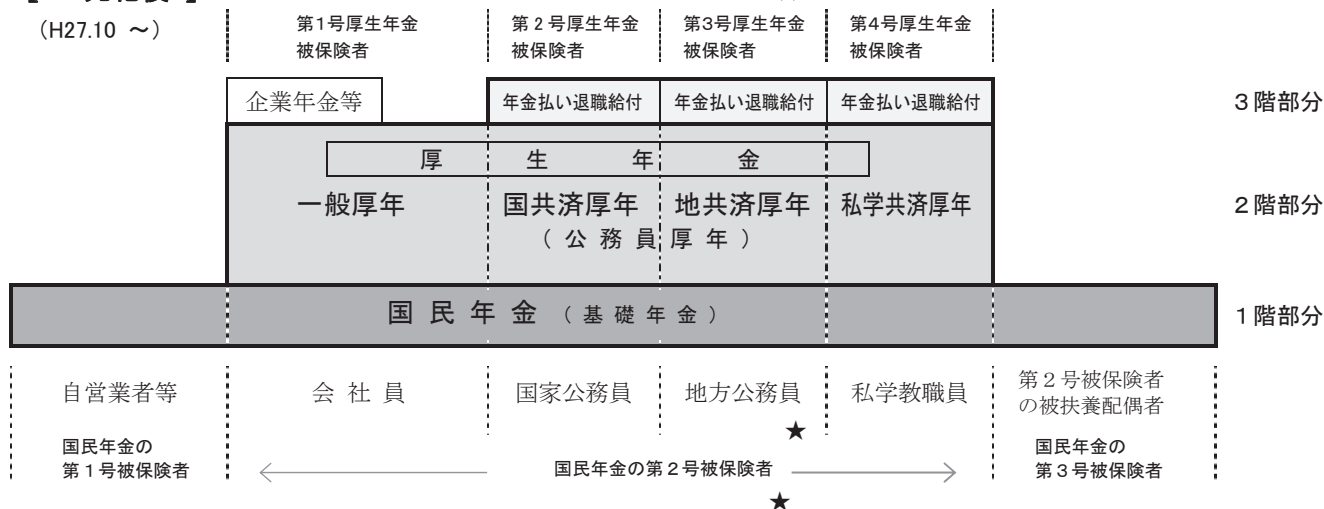 (H27.10 ～)
第1号厚生年金
被保険者
第２号厚生年金
被保険者
第3号厚生年金
被保険者
第4号厚生年金
被保険者
企業年金等
年金払い退職給付
年金払い退職給付
年金払い退職給付
３階部分
厚 生 年 金
一般厚年
国共済厚年
地共済厚年
私学共済厚年
（ 公 務 員 厚 年 ）
２階部分
国 民 年 金 （ 基 礎 年 金 ）
１階部分
自営業者等
会 社 員
国家公務員
地方公務員
私学教職員
第２号被保険者
の被扶養配偶者
★
国民年金の
第１号被保険者
国民年金の第２号被保険者
国民年金の
第３号被保険者
★